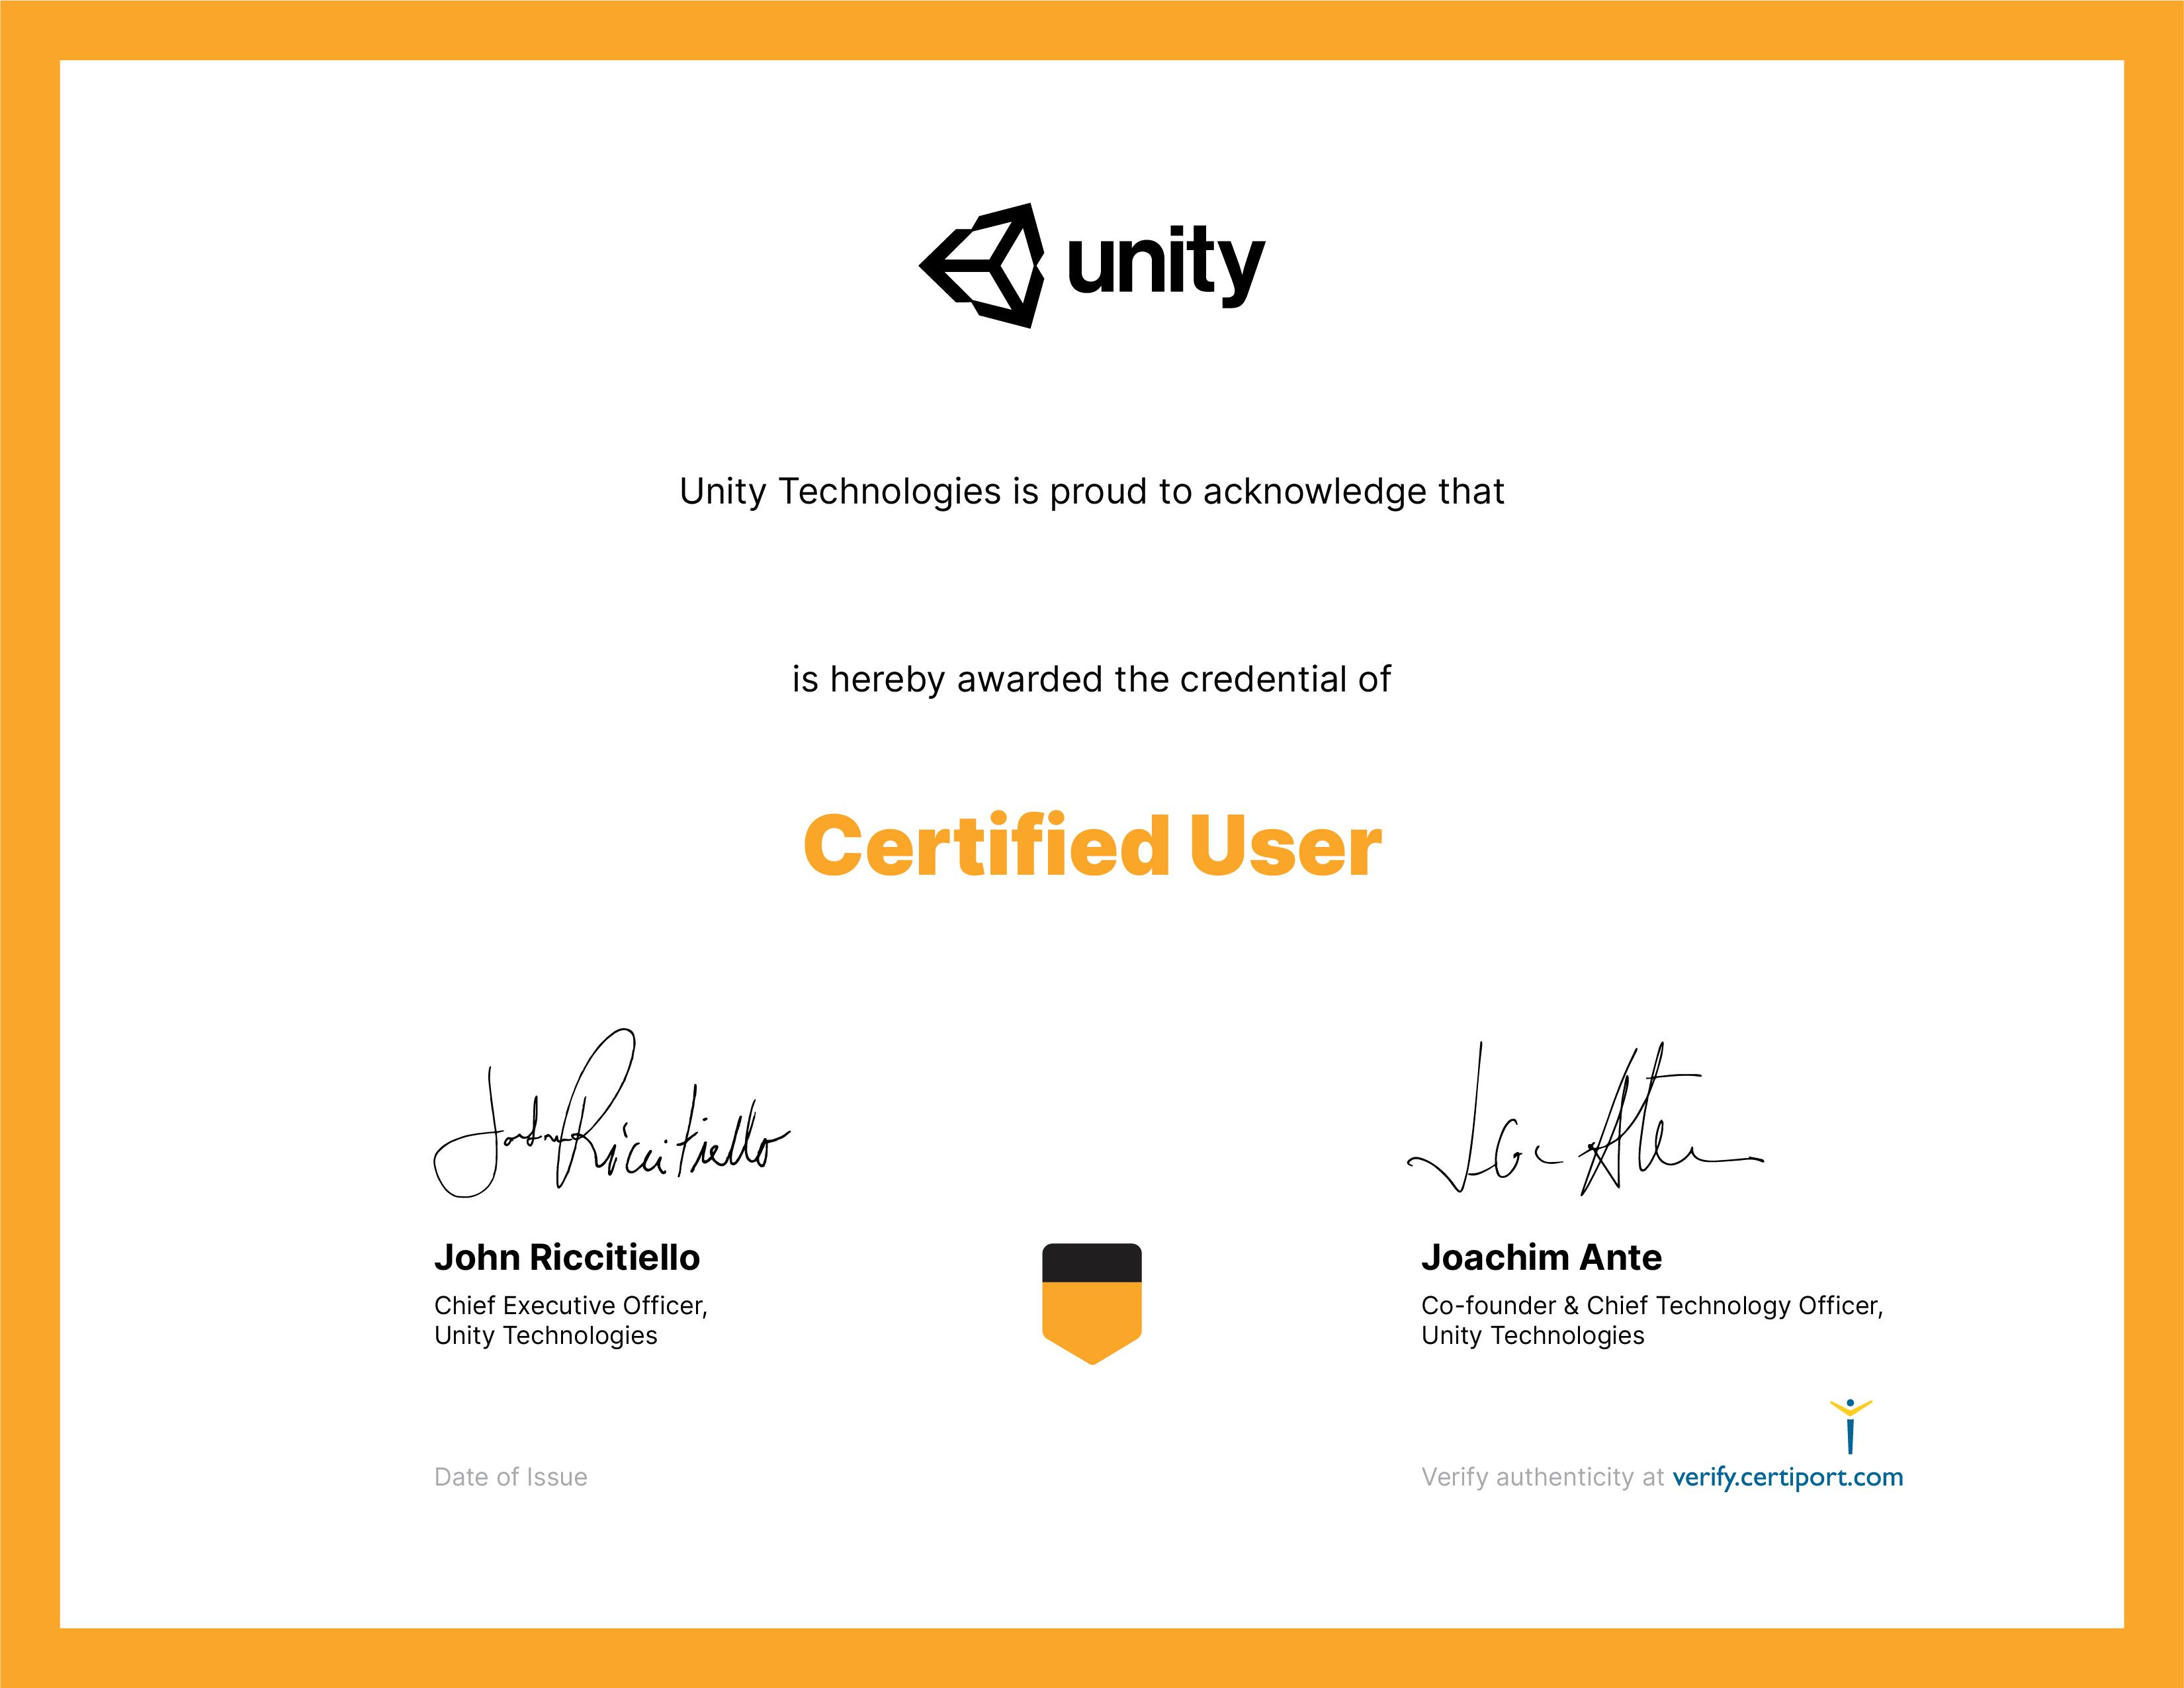 unity
Unity Technologies is proud to acknowledge that
is hereby awarded the credential of
Certified User
John Riccitiello
John Riccitiello
Chief Executive Officer,
Unity Technologies
Joachim Ante
Co-founder & Chief Technology Officer,
Unity Technologies
Date of Issue
Verify authenticity at verify.certiport.com